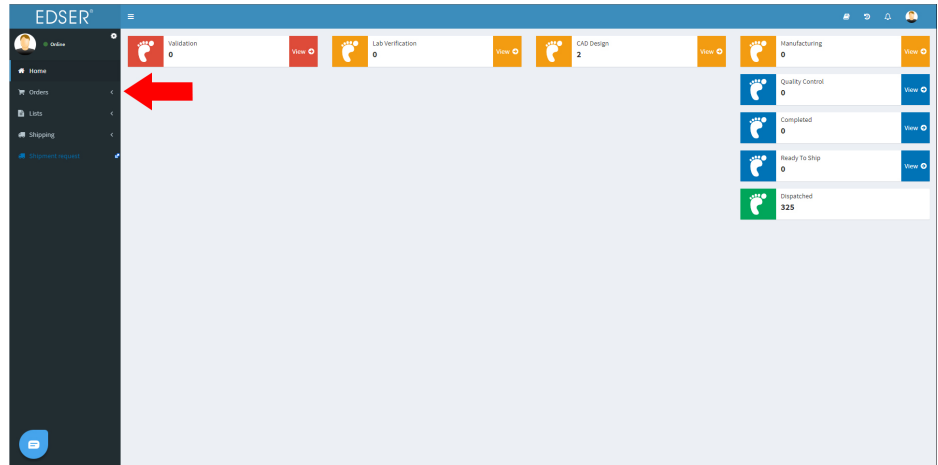 EDSER®
Online
Home
Orders
Lists
Shipping
Shipment request
Validation
0
View
Lab Verification
0
View
CAD Design
2
View
Manufacturing
0
View
Quality Control
0
View
Completed
0
View
Ready To Ship
0
View
Dispatched
325